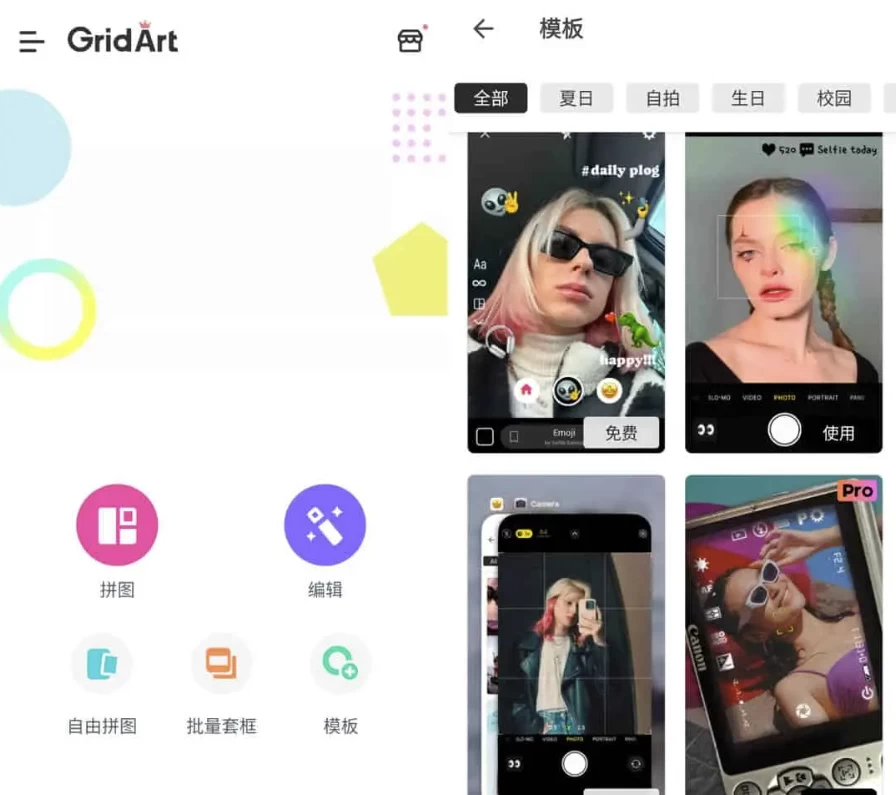 GridArt
拼图
编辑
自由拼图
批量套框
模板
模板
全部
夏日
自拍
生日
校园
#daily plog
Aa
happy!!!
Emoji
免费
520
Selfie today
SLO-MO VIDEO PHOTO PORTRAIT PANO
使用
Camera
SLO-MO VIDEO PHOTO PORTRAIT
Pro
Canon